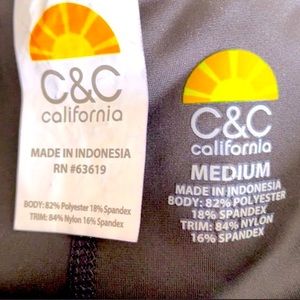 C&C
california
MADE IN INDONESIA
RN #63619
BODY: 82% Polyester 18% Spandex
TRIM: 84% Nylon 16% Spandex
C&C
california
MEDIUM
MADE IN INDONESIA
BODY: 82% POLYESTER
18% SPANDEX
TRIM: 84% NYLON
16% SPANDEX